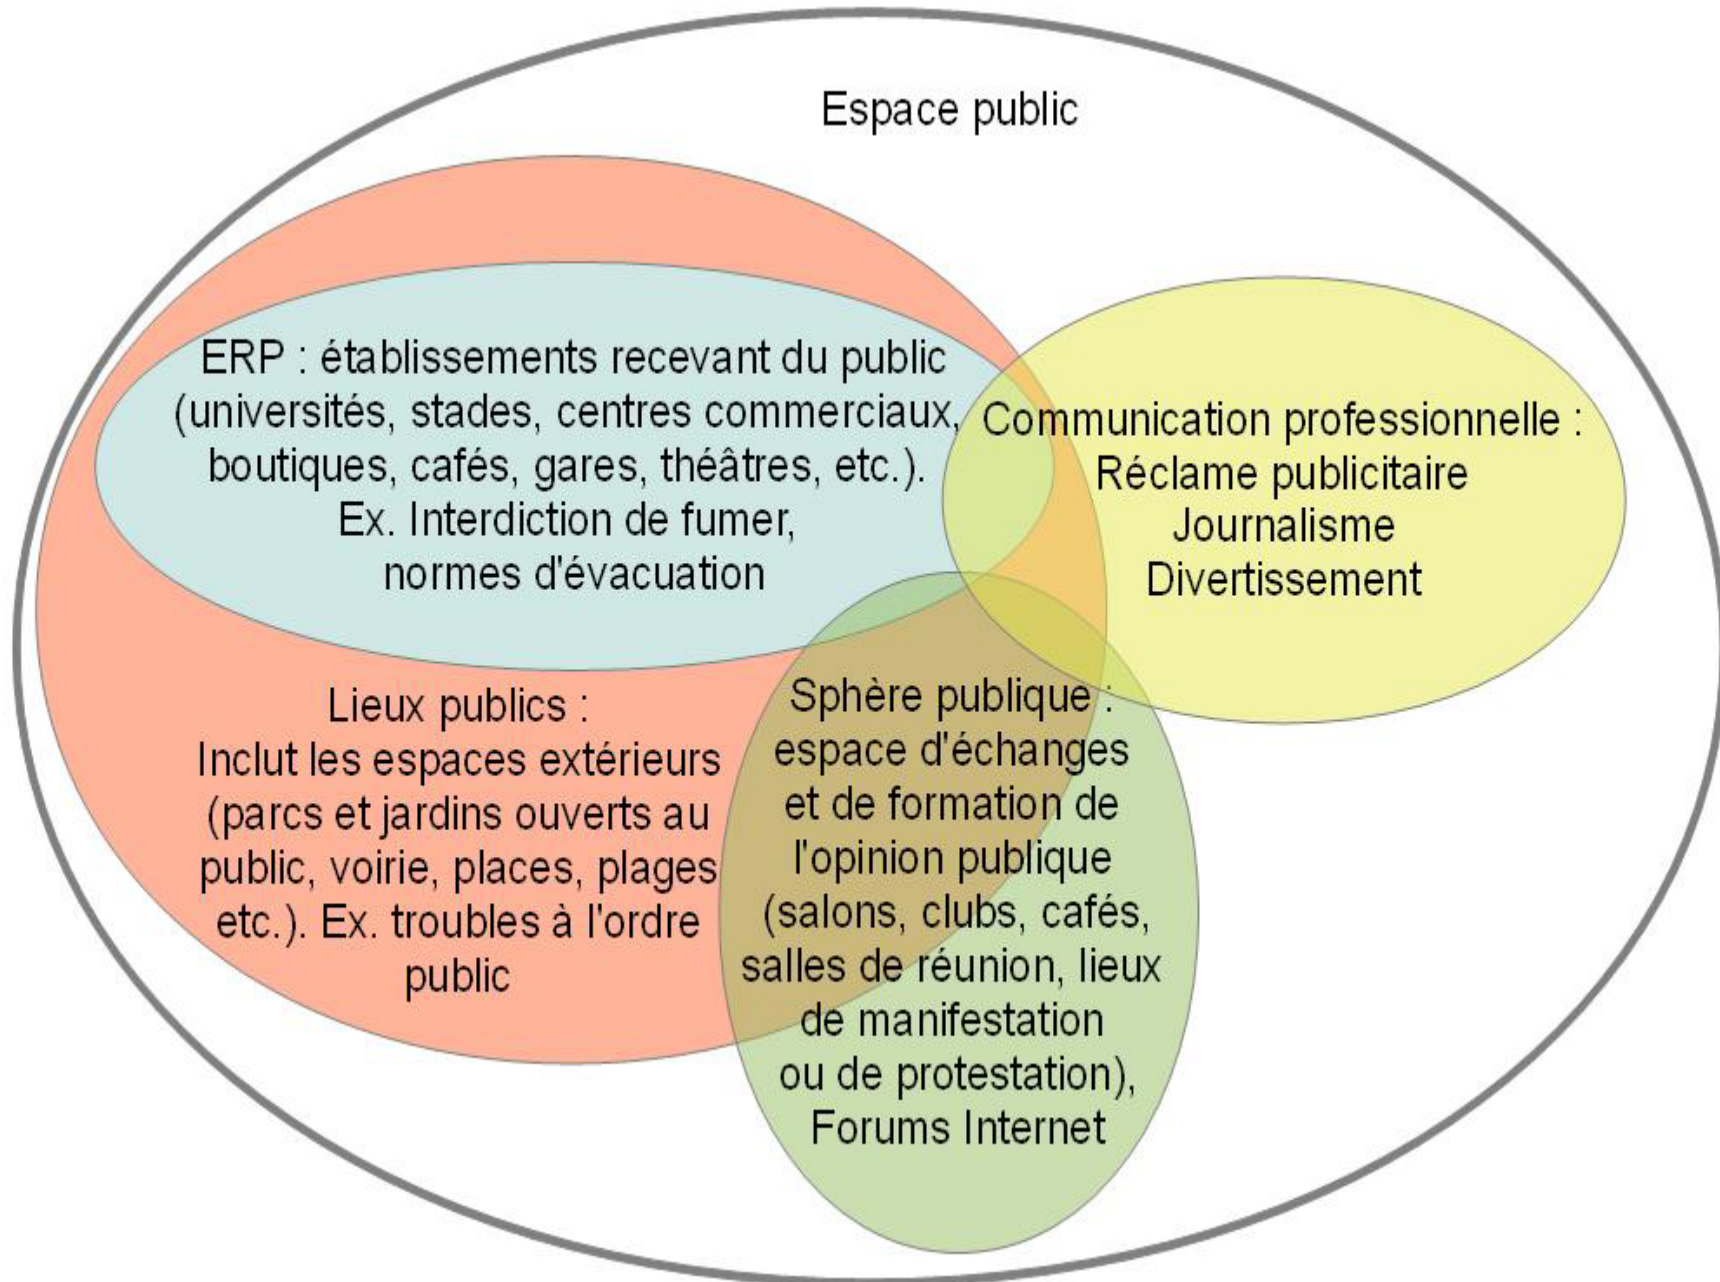 Espace public
ERP : établissements recevant du public
(universités, stades, centres commerciaux,
boutiques, cafés, gares, théâtres, etc.).
Ex. Interdiction de fumer,
normes d'évacuation
Communication professionnelle :
Réclame publicitaire
Journalisme
Divertissement
Lieux publics :
Inclut les espaces extérieurs
(parcs et jardins ouverts au
public, voirie, places, plages
etc.). Ex. troubles à l'ordre
public
Sphère publique :
espace d'échanges
et de formation de
l'opinion publique
(salons, clubs, cafés,
salles de réunion, lieux
de manifestation
ou de protestation),
Forums Internet